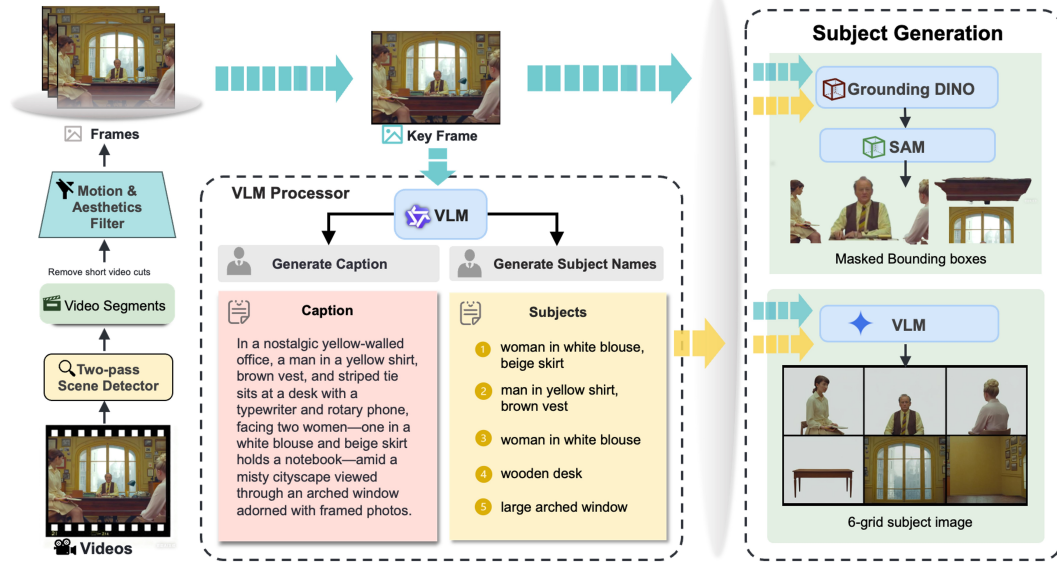 Frames
Key Frame
Motion &
Aesthetics
Filter
Remove short video cuts
Video Segments
Two-pass
Scene Detector
Videos
VLM Processor
VLM
Generate Caption
Generate Subject Names
Caption
In a nostalgic yellow-walled
office, a man in a yellow shirt,
brown vest, and striped tie
sits at a desk with a
typewriter and rotary phone,
facing two women—one in a
white blouse and beige skirt
holds a notebook—amid a
misty cityscape viewed
through an arched window
adorned with framed photos.
Subjects
1 woman in white blouse,
beige skirt
2 man in yellow shirt,
brown vest
3 woman in white blouse
4 wooden desk
5 large arched window
Subject Generation
Grounding DINO
SAM
Masked Bounding boxes
VLM
6-grid subject image